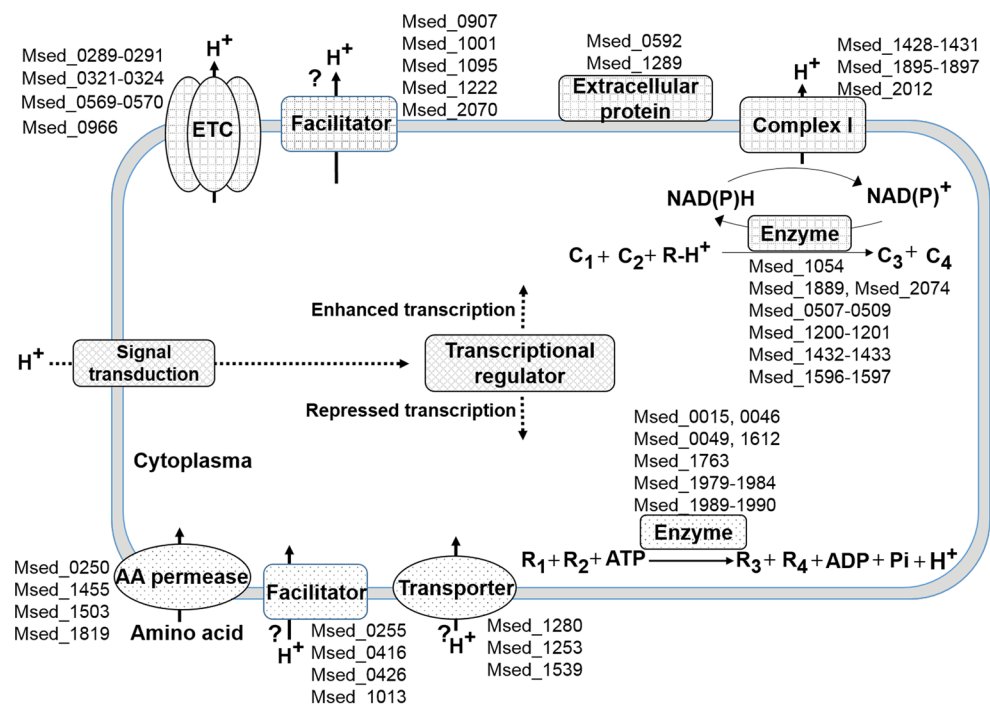 Msed_0289-0291
Msed_0321-0324
Msed_0569-0570
Msed_0966
H+
ETC
?
H+
Facilitator
Msed_0907
Msed_1001
Msed_1095
Msed_1222
Msed_2070
Msed_0592
Msed_1289
Extracellular
protein
H+
Complex I
Msed_1428-1431
Msed_1895-1897
Msed_2012
NAD(P)H
NAD(P)+
Enzyme
C1+ C2+ R-H+
C3+ C4
Msed_1054
Msed_1889, Msed_2074
Msed_0507-0509
Msed_1200-1201
Msed_1432-1433
Msed_1596-1597
Enhanced transcription
H+
Signal
transduction
Transcriptional
regulator
Repressed transcription
Cytoplasma
Msed_0015, 0046
Msed_0049, 1612
Msed_1763
Msed_1979-1984
Msed_1989-1990
Enzyme
R1+R2+ATP
R3+ R4+ADP+Pi+H+
Msed_0250
Msed_1455
Msed_1503
Msed_1819
AA permease
Amino acid
Facilitator
?
H+
Msed_0255
Msed_0416
Msed_0426
Msed_1013
Transporter
?
H+
Msed_1280
Msed_1253
Msed_1539